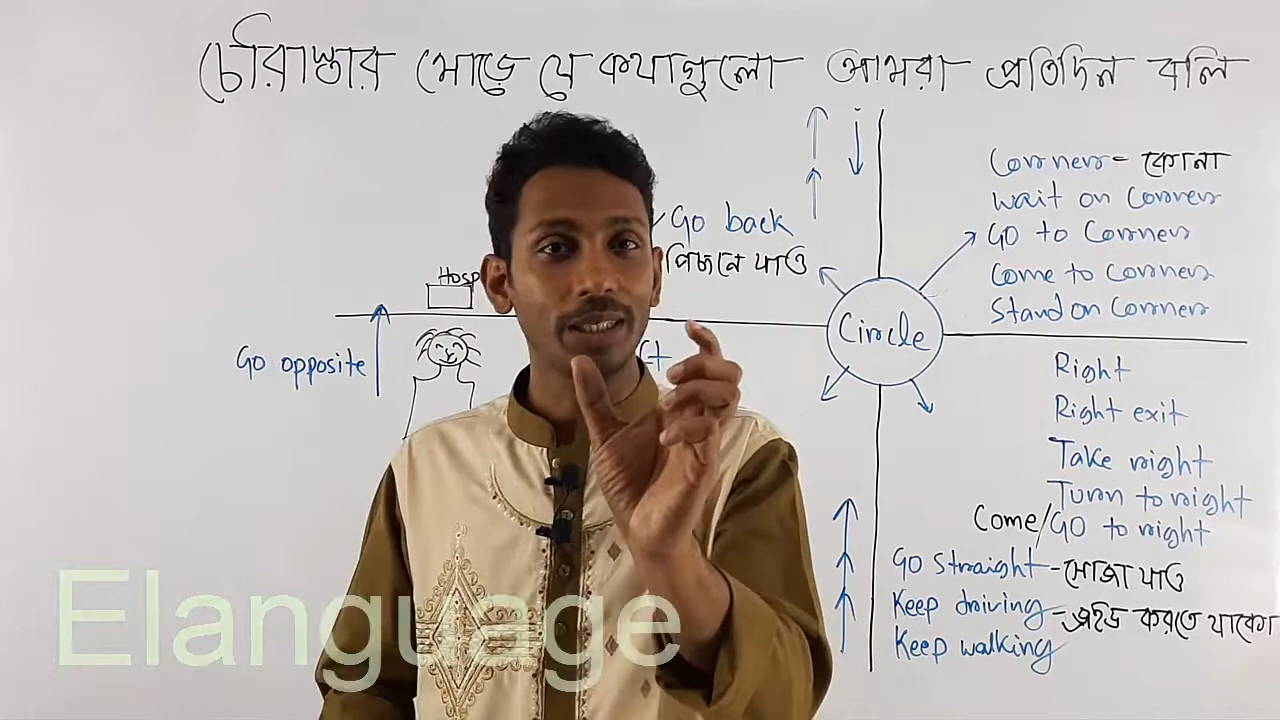 চৌরাস্তার মোড়ে যে কথাগুলো আমরা প্রতিদিন বলি
Corner = কোনা
wait on corner
Go to corner
Come to corner
Stand on corner
Go back
পিছনে যাও
Hosp
Circle
Go opposite
Right
Right exit
Take right
Turn to right
Come/Go to right
Go straight - সোজা যাও
Keep driving - ড্রাইভ করতে থাকো
Keep walking
Elanguage